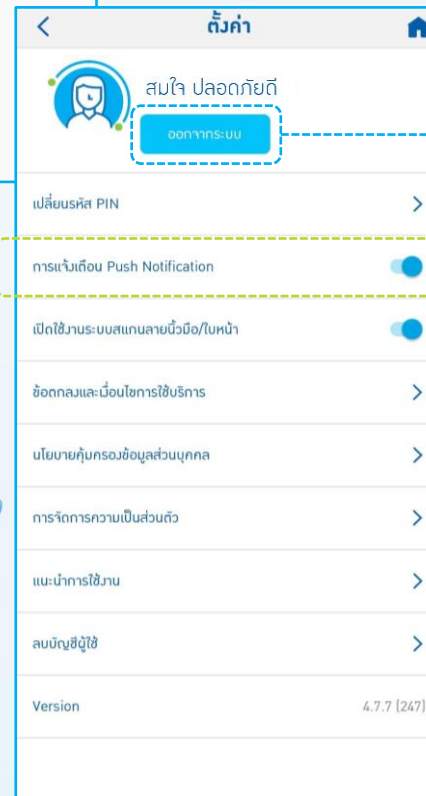 ตั้งค่า
สมใจ ปลอดภัยดี
ออกจากระบบ
เปลี่ยนรหัส PIN
การแจ้งเตือน Push Notification
เปิดใช้งานระบบสแกนลายนิ้วมือ/ใบหน้า
ข้อตกลงและเงื่อนไขการใช้บริการ
นโยบายคุ้มครองข้อมูลส่วนบุคคล
การจัดการความเป็นส่วนตัว
แนะนำการใช้งาน
ลบบัญชีผู้ใช้
Version 4.7.7 (247)